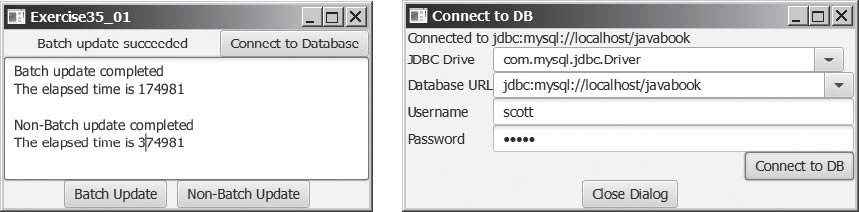 Exercise35_01
Batch update succeeded Connect to Database
Batch update completed
The elapsed time is 174981
Non-Batch update completed
The elapsed time is 374981
Batch Update Non-Batch Update
Connect to DB
Connected to jdbc:mysql://localhost/javabook
JDBC Drive com.mysql.jdbc.Driver
Database URL jdbc:mysql://localhost/javabook
Username scott
Password •••••
Connect to DB
Close Dialog